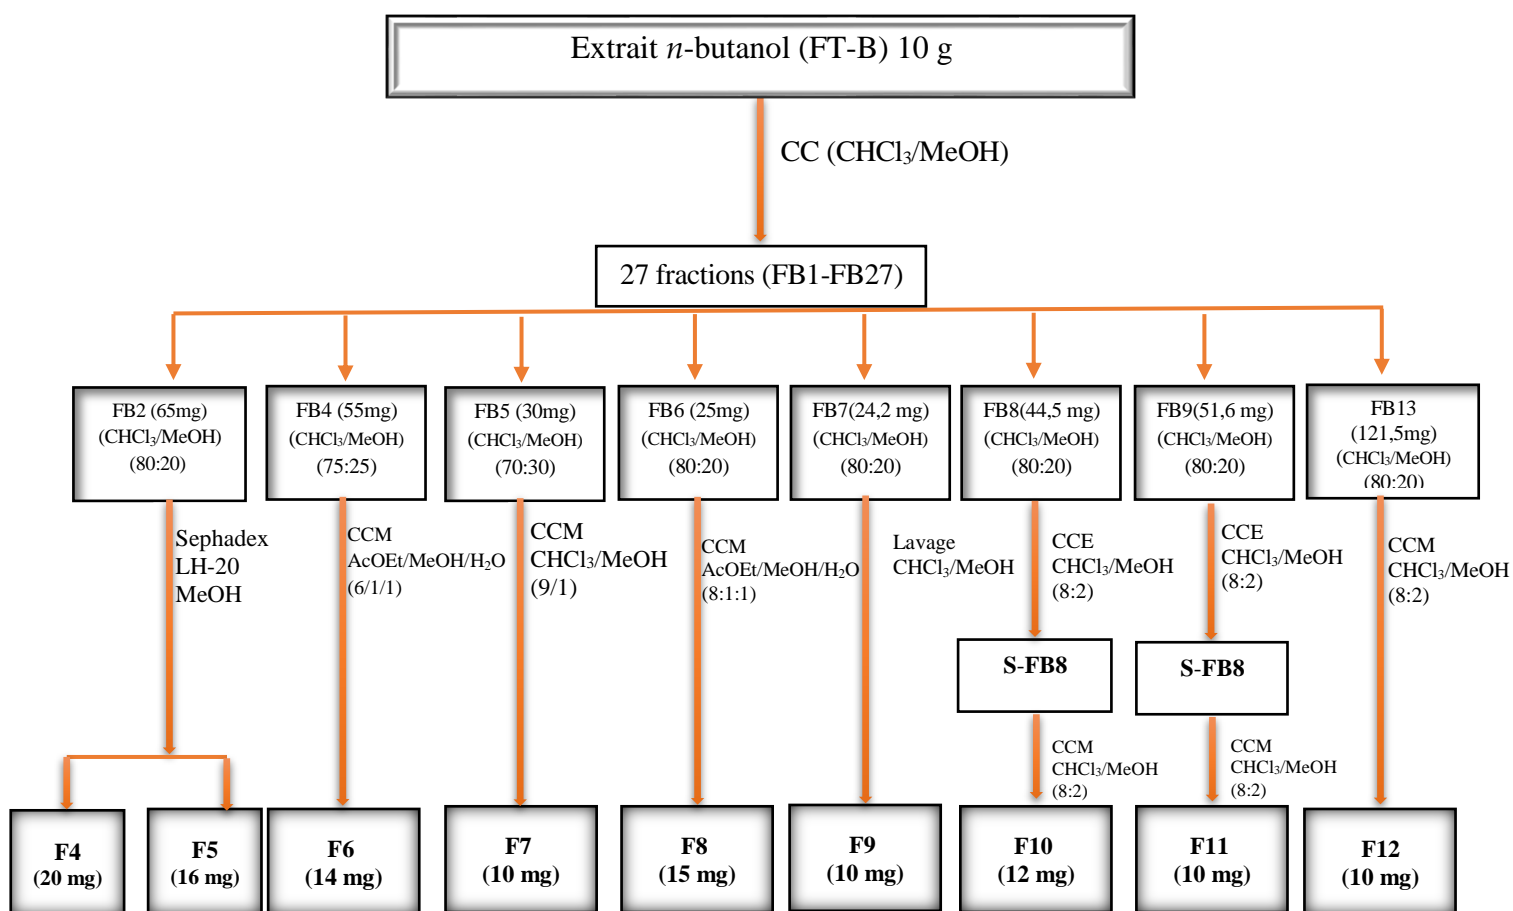 Extrait n-butanol (FT-B) 10 g
CC (CHCl₃/MeOH)
27 fractions (FB1-FB27)
FB2 (65mg)
(CHCl₃/MeOH)
(80:20)
FB4 (55mg)
(CHCl₃/MeOH)
(75:25)
FB5 (30mg)
(CHCl₃/MeOH)
(70:30)
FB6 (25mg)
(CHCl₃/MeOH)
(80:20)
FB7(24,2 mg)
(CHCl₃/MeOH)
(80:20)
FB8(44,5 mg)
(CHCl₃/MeOH)
(80:20)
FB9(51,6 mg)
(CHCl₃/MeOH)
(80:20)
FB13
(121,5mg)
(CHCl₃/MeOH)
(80:20)
Sephadex
LH-20
MeOH
CCM
AcOEt/MeOH/H₂O
(6/1/1)
CCM
CHCl₃/MeOH
(9/1)
CCM
AcOEt/MeOH/H₂O
(8:1:1)
Lavage
CHCl₃/MeOH
CCE
CHCl₃/MeOH
(8:2)
CCE
CHCl₃/MeOH
(8:2)
CCM
CHCl₃/MeOH
(8:2)
S-FB8
S-FB8
CCM
CHCl₃/MeOH
(8:2)
CCM
CHCl₃/MeOH
(8:2)
F4
(20 mg)
F5
(16 mg)
F6
(14 mg)
F7
(10 mg)
F8
(15 mg)
F9
(10 mg)
F10
(12 mg)
F11
(10 mg)
F12
(10 mg)